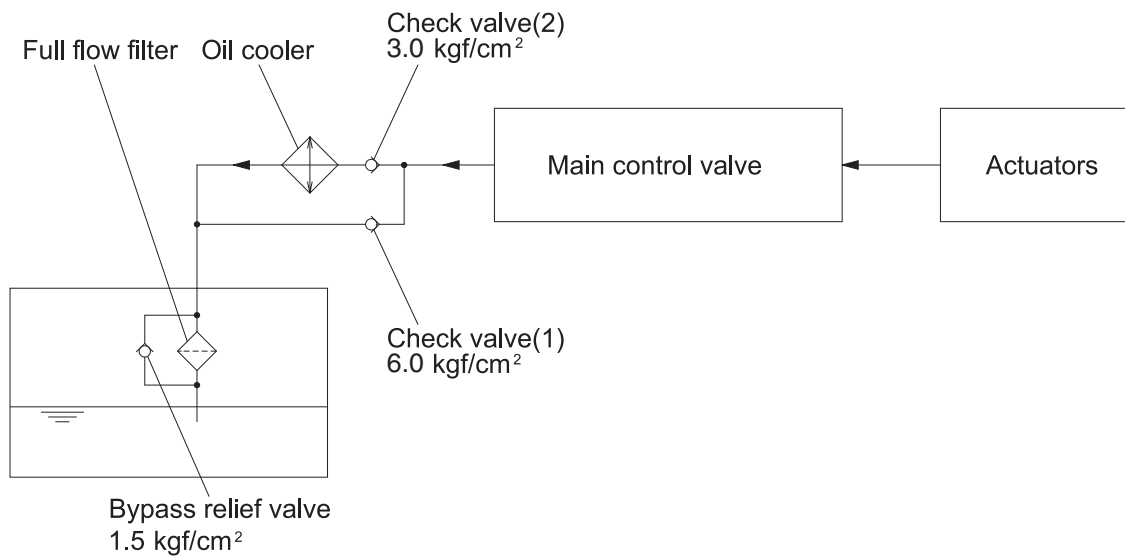 Check valve(2)
3.0 kgf/cm²
Full flow filter
Oil cooler
Main control valve
Actuators
Check valve(1)
6.0 kgf/cm²
Bypass relief valve
1.5 kgf/cm²